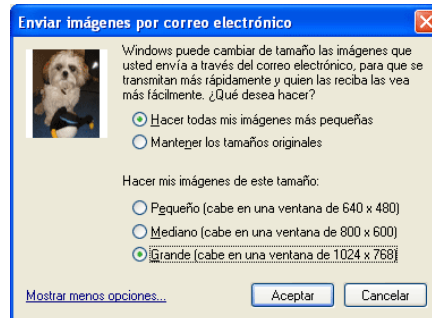 Enviar imágenes por correo electrónico
Windows puede cambiar de tamaño las imágenes que
usted envía a través del correo electrónico, para que se
transmitan más rápidamente y quien las reciba las vea
más fácilmente. ¿Qué desea hacer?
Hacer todas mis imágenes más pequeñas
Mantener los tamaños originales
Hacer mis imágenes de este tamaño:
Pequeño (cabe en una ventana de 640 x 480)
Mediano (cabe en una ventana de 800 x 600)
Grande (cabe en una ventana de 1024 x 768)
Mostrar menos opciones...
Aceptar
Cancelar